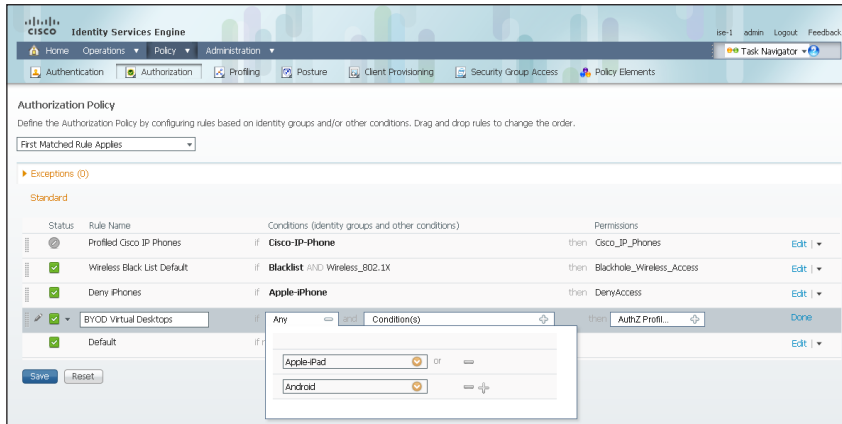 CISCO Identity Services Engine
ise-1 admin Logout Feedback
Home Operations Policy Administration
Task Navigator
Authentication Authorization Profiling Posture Client Provisioning Security Group Access Policy Elements
Authorization Policy
Define the Authorization Policy by configuring rules based on identity groups and/or other conditions. Drag and drop rules to change the order.
First Matched Rule Applies
Exceptions (0)
Standard
Status Rule Name Conditions (identity groups and other conditions) Permissions
Profiled Cisco IP Phones if Cisco-IP-Phone then Cisco_IP_Phones Edit |
Wireless Black List Default if Blacklist AND Wireless_802.1X then Blackhole_Wireless_Access Edit |
Deny iPhones if Apple-iPhone then DenyAccess Edit |
BYOD Virtual Desktops if Any and Condition(s) then AuthZ Profil... Done
Default if n Edit |
Apple-iPad or
Android
Save Reset